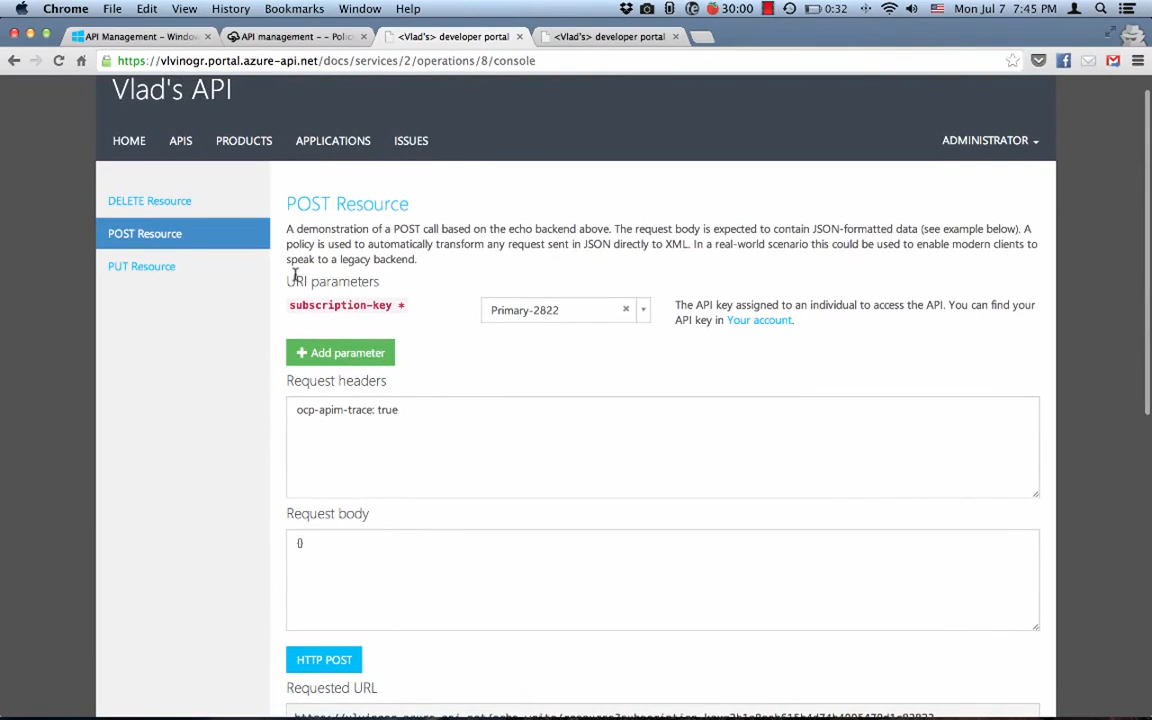 Chrome File Edit View History Bookmarks Window Help 30:00 0:32 Mon Jul 7 7:45 PM
API Management - Window API management - – Polic <Vlad's> developer portal <Vlad's> developer portal
https://vlvinogr.portal.azure-api.net/docs/services/2/operations/8/console
Vlad's API
HOME APIS PRODUCTS APPLICATIONS ISSUES ADMINISTRATOR
DELETE Resource
POST Resource
PUT Resource
POST Resource
A demonstration of a POST call based on the echo backend above. The request body is expected to contain JSON-formatted data (see example below). A
policy is used to automatically transform any request sent in JSON directly to XML. In a real-world scenario this could be used to enable modern clients to
speak to a legacy backend.
URI parameters
subscription-key * Primary-2822 × The API key assigned to an individual to access the API. You can find your
API key in Your account.
+ Add parameter
Request headers
ocp-apim-trace: true
Request body
{}
HTTP POST
Requested URL